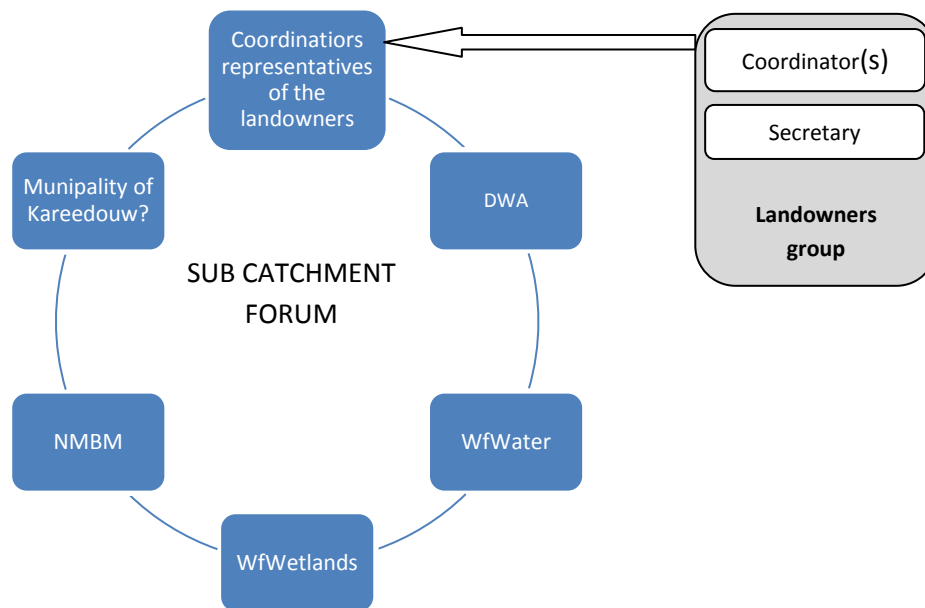 Coordinatiors
representatives
of the
landowners
Coordinator(s)
Secretary
Landowners
group
DWA
Munipality of
Kareedouw?
SUB CATCHMENT
FORUM
NMBM
WfWater
WfWetlands